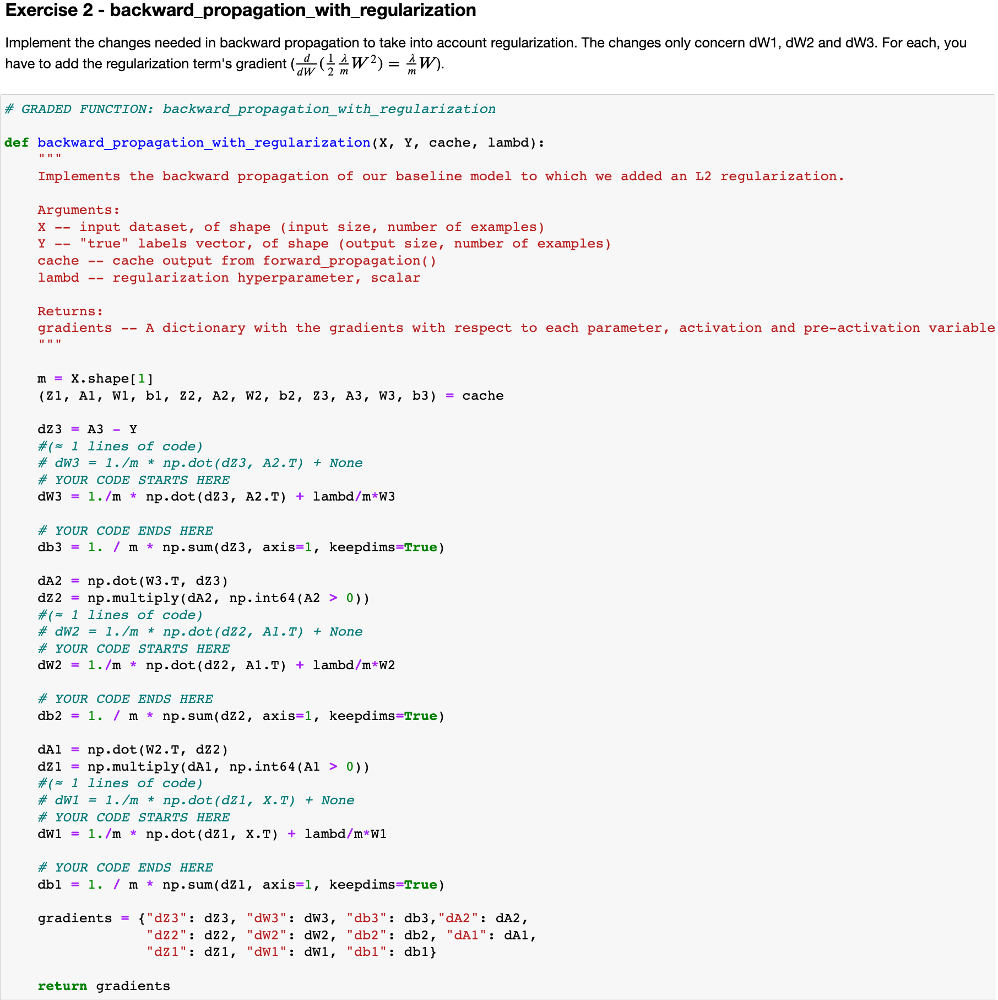 Exercise 2 - backward_propagation_with_regularization
Implement the changes needed in backward propagation to take into account regularization. The changes only concern dW1, dW2 and dW3. For each, you
have to add the regularization term's gradient (d/dW (1/2 λ/m W²) = λ/m W).
# GRADED FUNCTION: backward_propagation_with_regularization
def backward_propagation_with_regularization(X, Y, cache, lambd):
    """
    Implements the backward propagation of our baseline model to which we added an L2 regularization.
    Arguments:
    X -- input dataset, of shape (input size, number of examples)
    Y -- "true" labels vector, of shape (output size, number of examples)
    cache -- cache output from forward_propagation()
    lambd -- regularization hyperparameter, scalar
    Returns:
    gradients -- A dictionary with the gradients with respect to each parameter, activation and pre-activation variable
    """
    m = X.shape[1]
    (Z1, A1, W1, b1, Z2, A2, W2, b2, Z3, A3, W3, b3) = cache
    dZ3 = A3 - Y
    #(≈ 1 lines of code)
    # dW3 = 1./m * np.dot(dZ3, A2.T) + None
    # YOUR CODE STARTS HERE
    dW3 = 1./m * np.dot(dZ3, A2.T) + lambd/m*W3
    # YOUR CODE ENDS HERE
    db3 = 1. / m * np.sum(dZ3, axis=1, keepdims=True)
    dA2 = np.dot(W3.T, dZ3)
    dZ2 = np.multiply(dA2, np.int64(A2 > 0))
    #(≈ 1 lines of code)
    # dW2 = 1./m * np.dot(dZ2, A1.T) + None
    # YOUR CODE STARTS HERE
    dW2 = 1./m * np.dot(dZ2, A1.T) + lambd/m*W2
    # YOUR CODE ENDS HERE
    db2 = 1. / m * np.sum(dZ2, axis=1, keepdims=True)
    dA1 = np.dot(W2.T, dZ2)
    dZ1 = np.multiply(dA1, np.int64(A1 > 0))
    #(≈ 1 lines of code)
    # dW1 = 1./m * np.dot(dZ1, X.T) + None
    # YOUR CODE STARTS HERE
    dW1 = 1./m * np.dot(dZ1, X.T) + lambd/m*W1
    # YOUR CODE ENDS HERE
    db1 = 1. / m * np.sum(dZ1, axis=1, keepdims=True)
    gradients = {"dZ3": dZ3, "dW3": dW3, "db3": db3,"dA2": dA2,
                 "dZ2": dZ2, "dW2": dW2, "db2": db2, "dA1": dA1,
                 "dZ1": dZ1, "dW1": dW1, "db1": db1}
    return gradients